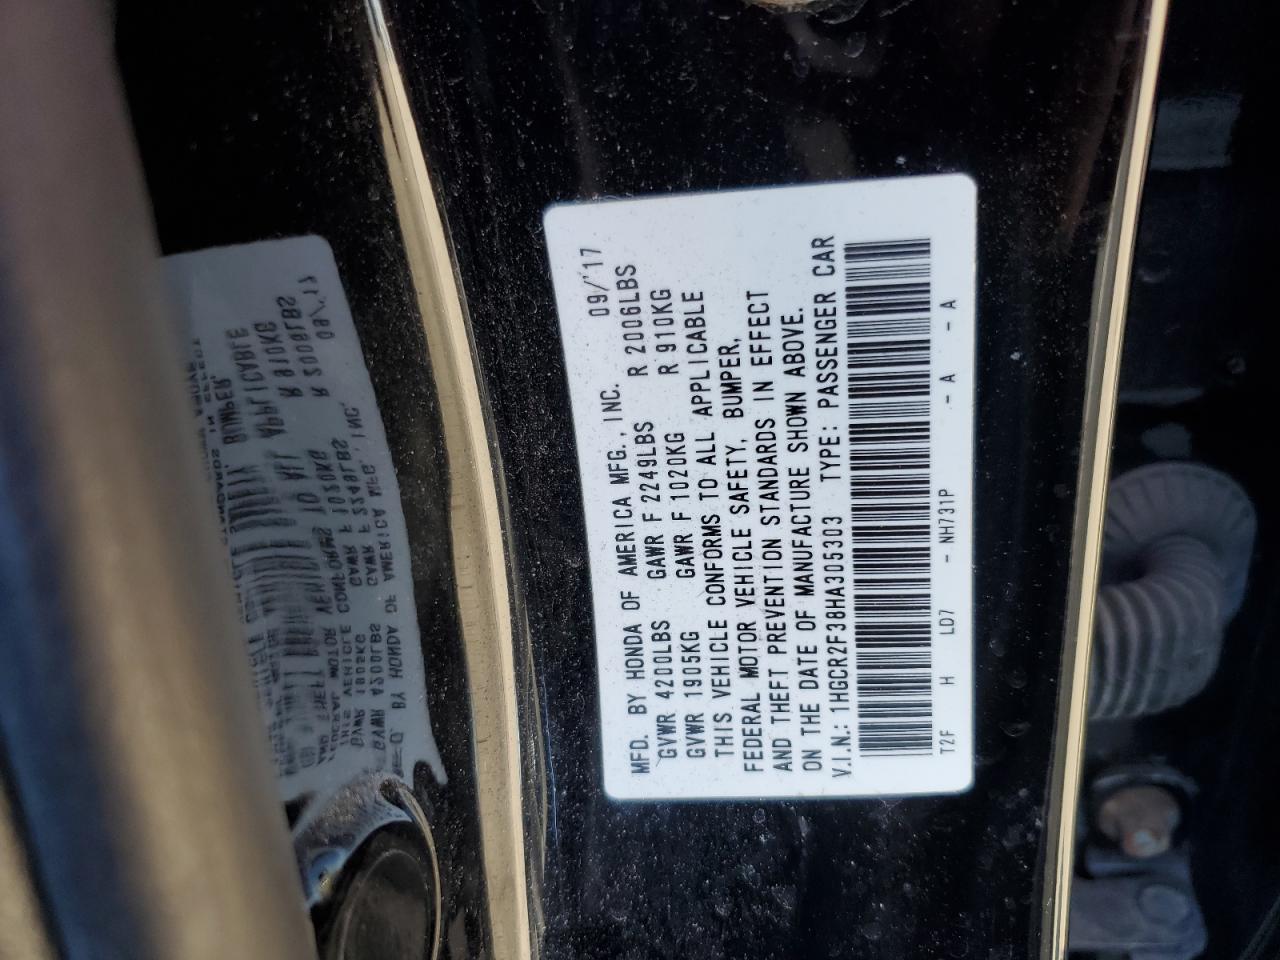 MFD. BY HONDA OF AMERICA MFG., INC. 09/'17
GVWR 4200LBS GAWR F 2249LBS R 2006LBS
GVWR 1905KG GAWR F 1020KG R 910KG
THIS VEHICLE CONFORMS TO ALL APPLICABLE
FEDERAL MOTOR VEHICLE SAFETY, BUMPER,
AND THEFT PREVENTION STANDARDS IN EFFECT
ON THE DATE OF MANUFACTURE SHOWN ABOVE.
V.I.N.: 1HGCR2F38HA305303 TYPE: PASSENGER CAR
T2F H LD7 - NH731P - A - A